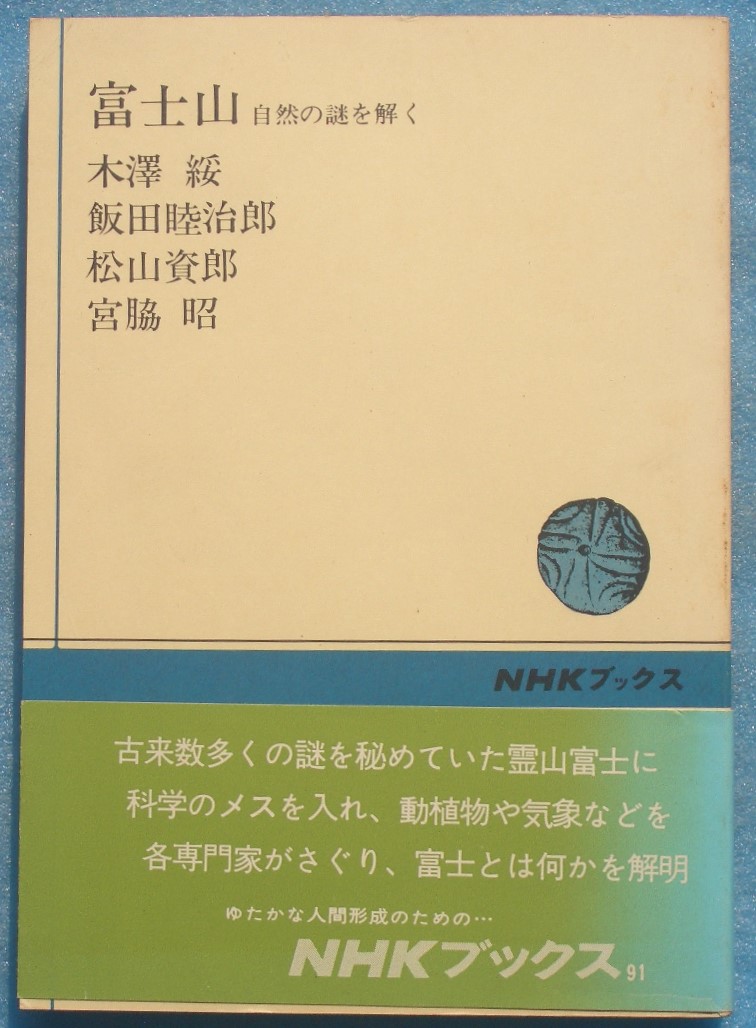 富士山 自然の謎を解く
木澤 綏
飯田睦治郎
松山資郎
宮脇 昭
NHKブックス
古来数多くの謎を秘めていた霊山富士に
科学のメスを入れ、動植物や気象などを
各専門家がさぐり、富士とは何かを解明
ゆたかな人間形成のための…
NHKブックス 91